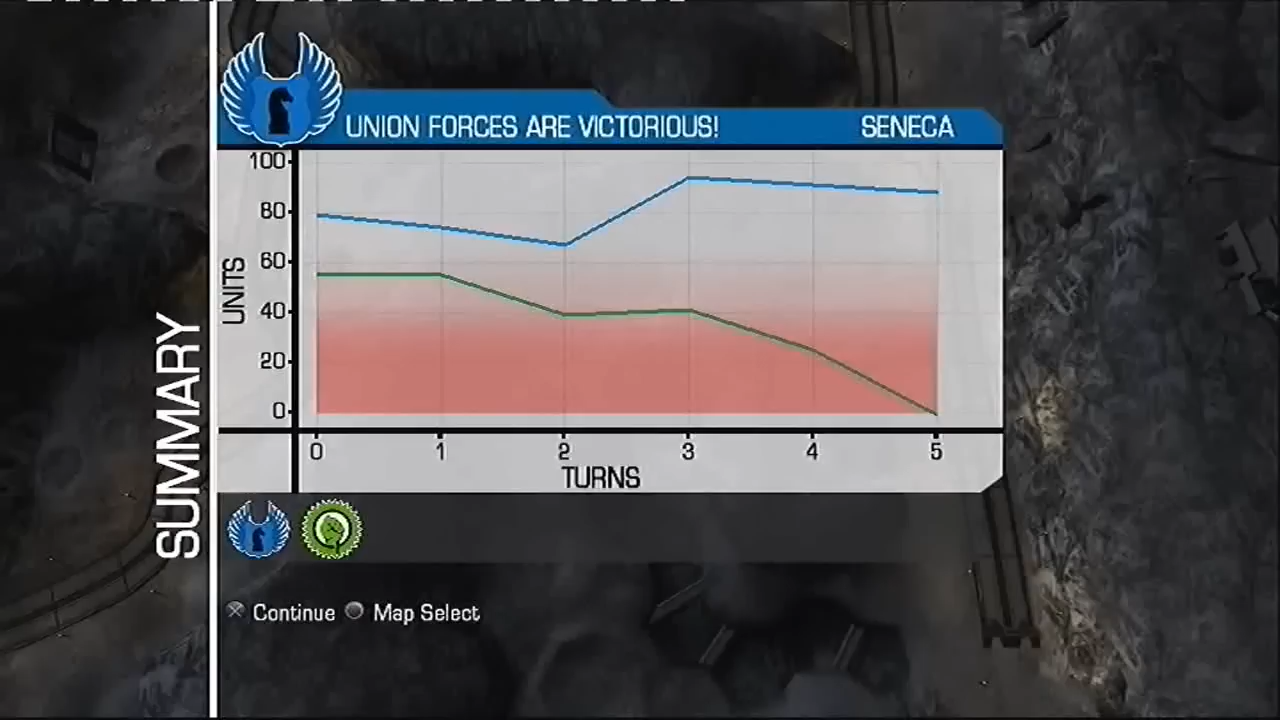 SUMMARY
UNION FORCES ARE VICTORIOUS! SENECA
UNITS
100
80
60
40
20
0
0 1 2 3 4 5
TURNS
Continue Map Select